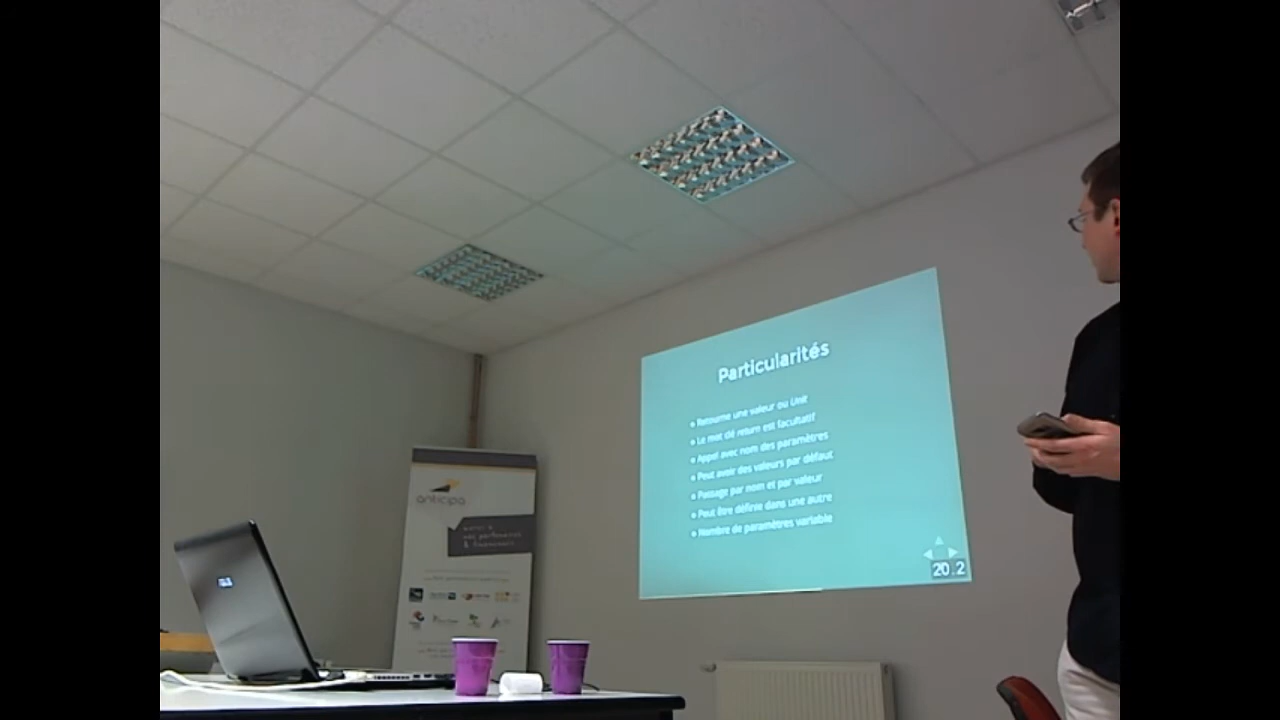 Particularités
Retourne une valeur ou Unit
Le mot clé return est facultatif
Appel avec nom des paramètres
Peut avoir des valeurs par défaut
Passage par nom et par valeur
Peut être définie dans une autre
Nombre de paramètres variable
20.2
anticipa